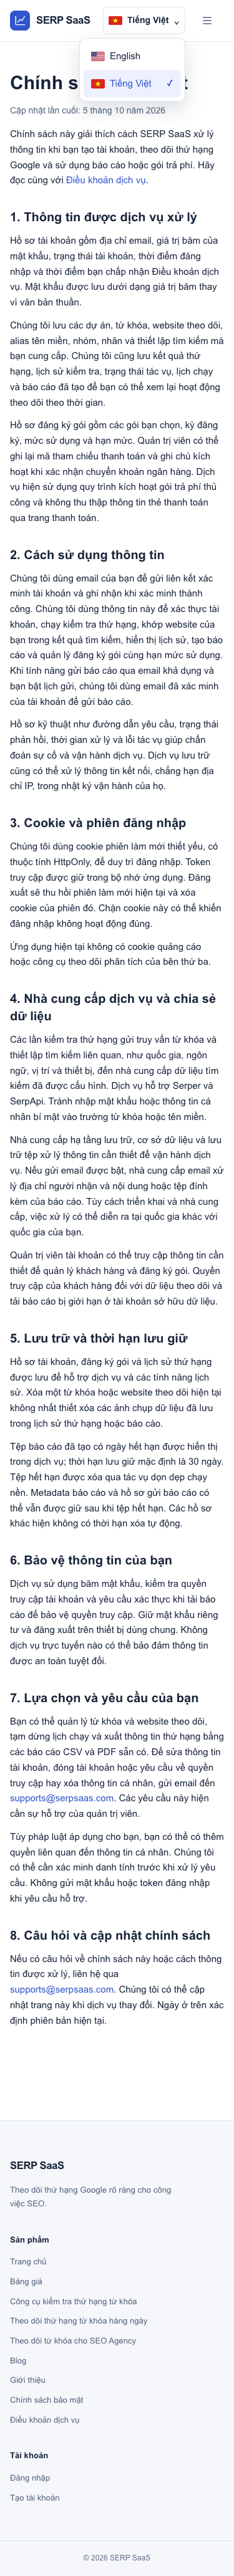 SERP SaaS
Tiếng Việt
English
Tiếng Việt
Chính s
t
Cập nhật lần cuối: 5 tháng 10 năm 2026
Chính sách này giải thích cách SERP SaaS xử lý
thông tin khi bạn tạo tài khoản, theo dõi thứ hạng
Google và sử dụng báo cáo hoặc gói trả phí. Hãy
đọc cùng với Điều khoản dịch vụ.
1. Thông tin được dịch vụ xử lý
Hồ sơ tài khoản gồm địa chỉ email, giá trị băm của
mật khẩu, trạng thái tài khoản, thời điểm đăng
nhập và thời điểm bạn chấp nhận Điều khoản dịch
vụ. Mật khẩu được lưu dưới dạng giá trị băm thay
vì văn bản thuần.
Chúng tôi lưu các dự án, từ khóa, website theo dõi,
alias tên miền, nhóm, nhãn và thiết lập tìm kiếm mà
bạn cung cấp. Chúng tôi cũng lưu kết quả thứ
hạng, lịch sử kiểm tra, trạng thái tác vụ, lịch chạy
và báo cáo đã tạo để bạn có thể xem lại hoạt động
theo dõi theo thời gian.
Hồ sơ đăng ký gói gồm các gói bạn chọn, kỳ đăng
ký, mức sử dụng và hạn mức. Quản trị viên có thể
ghi lại mã tham chiếu thanh toán và ghi chú kích
hoạt khi xác nhận chuyển khoản ngân hàng. Dịch
vụ hiện sử dụng quy trình kích hoạt gói trả phí thủ
công và không thu thập thông tin thẻ thanh toán
qua trang thanh toán.
2. Cách sử dụng thông tin
Chúng tôi dùng email của bạn để gửi liên kết xác
minh tài khoản và ghi nhận khi xác minh thành
công. Chúng tôi dùng thông tin này để xác thực tài
khoản, chạy kiểm tra thứ hạng, khớp website của
bạn trong kết quả tìm kiếm, hiển thị lịch sử, tạo báo
cáo và quản lý đăng ký gói cùng hạn mức sử dụng.
Khi tính năng gửi báo cáo qua email khả dụng và
bạn bật lịch gửi, chúng tôi dùng email đã xác minh
của tài khoản để gửi báo cáo.
Hồ sơ kỹ thuật như đường dẫn yêu cầu, trạng thái
phản hồi, thời gian xử lý và lỗi tác vụ giúp chẩn
đoán sự cố và vận hành dịch vụ. Dịch vụ lưu trữ
cũng có thể xử lý thông tin kết nối, chẳng hạn địa
chỉ IP, trong nhật ký vận hành của họ.
3. Cookie và phiên đăng nhập
Chúng tôi dùng cookie phiên làm mới thiết yếu, có
thuộc tính HttpOnly, để duy trì đăng nhập. Token
truy cập được giữ trong bộ nhớ ứng dụng. Đăng
xuất sẽ thu hồi phiên làm mới hiện tại và xóa
cookie của phiên đó. Chặn cookie này có thể khiến
đăng nhập không hoạt động đúng.
Ứng dụng hiện tại không có cookie quảng cáo
hoặc công cụ theo dõi phân tích của bên thứ ba.
4. Nhà cung cấp dịch vụ và chia sẻ
dữ liệu
Các lần kiểm tra thứ hạng gửi truy vấn từ khóa và
thiết lập tìm kiếm liên quan, như quốc gia, ngôn
ngữ, vị trí và thiết bị, đến nhà cung cấp dữ liệu tìm
kiếm đã được cấu hình. Dịch vụ hỗ trợ Serper và
SerpApi. Tránh nhập mật khẩu hoặc thông tin cá
nhân bí mật vào trường từ khóa hoặc tên miền.
Nhà cung cấp hạ tầng lưu trữ, cơ sở dữ liệu và lưu
trữ tệp xử lý thông tin cần thiết để vận hành dịch
vụ. Nếu gửi email được bật, nhà cung cấp email xử
lý địa chỉ người nhận và nội dung hoặc tệp đính
kèm của báo cáo. Tùy cách triển khai và nhà cung
cấp, việc xử lý có thể diễn ra tại quốc gia khác với
quốc gia của bạn.
Quản trị viên tài khoản có thể truy cập thông tin cần
thiết để quản lý khách hàng và đăng ký gói. Quyền
truy cập của khách hàng đối với dữ liệu theo dõi và
tải báo cáo bị giới hạn ở tài khoản sở hữu dữ liệu.
5. Lưu trữ và thời hạn lưu giữ
Hồ sơ tài khoản, đăng ký gói và lịch sử thứ hạng
được lưu để hỗ trợ dịch vụ và các tính năng lịch
sử. Xóa một từ khóa hoặc website theo dõi hiện tại
không nhất thiết xóa các ảnh chụp dữ liệu đã lưu
trong lịch sử thứ hạng hoặc báo cáo.
Tệp báo cáo đã tạo có ngày hết hạn được hiển thị
trong dịch vụ; thời hạn lưu giữ mặc định là 30 ngày.
Tệp hết hạn được xóa qua tác vụ dọn dẹp chạy
nền. Metadata báo cáo và hồ sơ gửi báo cáo có
thể vẫn được giữ sau khi tệp hết hạn. Các hồ sơ
khác hiện không có thời hạn xóa tự động.
6. Bảo vệ thông tin của bạn
Dịch vụ sử dụng băm mật khẩu, kiểm tra quyền
truy cập tài khoản và yêu cầu xác thực khi tải báo
cáo để bảo vệ quyền truy cập. Giữ mật khẩu riêng
tư và đăng xuất trên thiết bị dùng chung. Không
dịch vụ trực tuyến nào có thể bảo đảm thông tin
được an toàn tuyệt đối.
7. Lựa chọn và yêu cầu của bạn
Bạn có thể quản lý từ khóa và website theo dõi,
tạm dừng lịch chạy và xuất thông tin thứ hạng bằng
các báo cáo CSV và PDF sẵn có. Để sửa thông tin
tài khoản, đóng tài khoản hoặc yêu cầu về quyền
truy cập hay xóa thông tin cá nhân, gửi email đến
supports@serpsaas.com. Các yêu cầu này hiện
cần sự hỗ trợ của quản trị viên.
Tùy pháp luật áp dụng cho bạn, bạn có thể có thêm
quyền liên quan đến thông tin cá nhân. Chúng tôi
có thể cần xác minh danh tính trước khi xử lý yêu
cầu. Không gửi mật khẩu hoặc token đăng nhập
khi yêu cầu hỗ trợ.
8. Câu hỏi và cập nhật chính sách
Nếu có câu hỏi về chính sách này hoặc cách thông
tin được xử lý, liên hệ qua
supports@serpsaas.com. Chúng tôi có thể cập
nhật trang này khi dịch vụ thay đổi. Ngày ở trên xác
định phiên bản hiện tại.
SERP SaaS
Theo dõi thứ hạng Google rõ ràng cho công
việc SEO.
Sản phẩm
Trang chủ
Bảng giá
Công cụ kiểm tra thứ hạng từ khóa
Theo dõi thứ hạng từ khóa hàng ngày
Theo dõi từ khóa cho SEO Agency
Blog
Giới thiệu
Chính sách bảo mật
Điều khoản dịch vụ
Tài khoản
Đăng nhập
Tạo tài khoản
© 2026 SERP SaaS